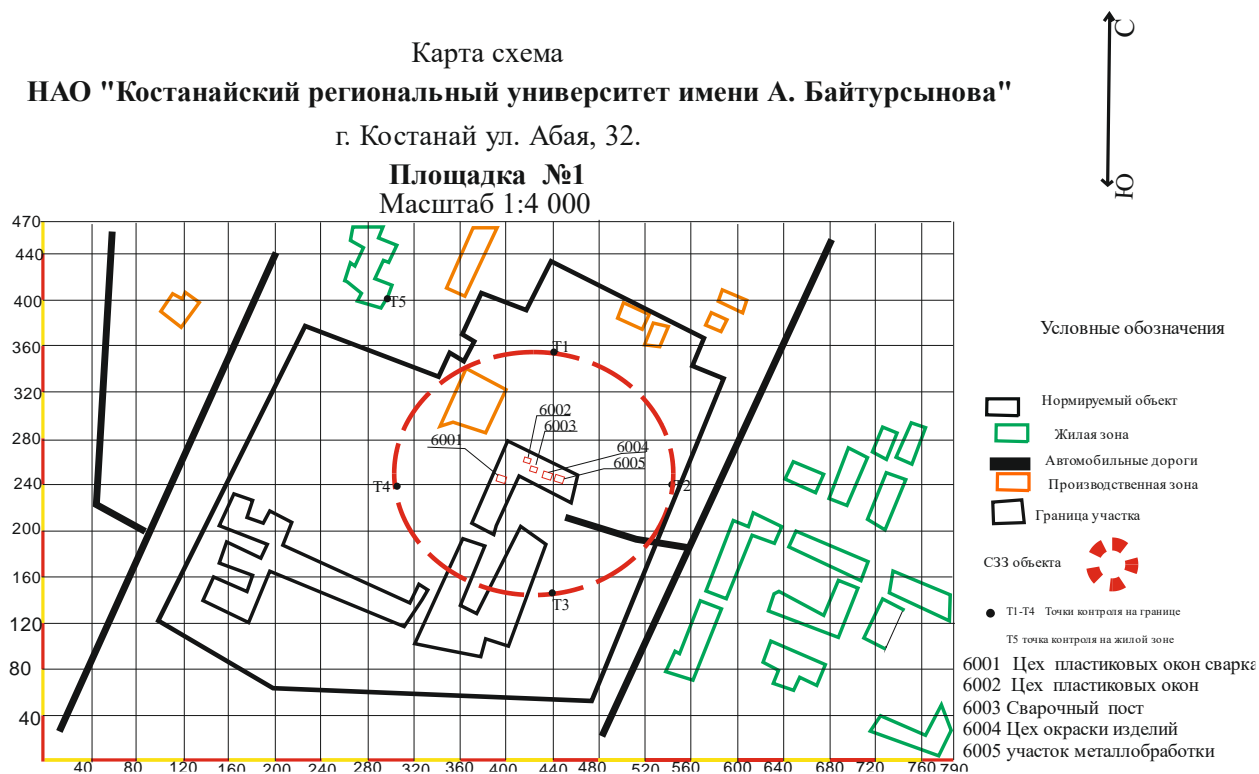 Карта схема
НАО "Костанайский региональный университет имени А. Байтурсынова"
г. Костанай ул. Абая, 32.
Площадка №1
Масштаб 1:4 000
С
Ю
470
440
400
360
320
280
240
200
160
120
80
40
T5
T1
6002
6003
6001
6004
6005
T4
T2
T3
40 80 120 160 200 240 280 320 360 400 440 480 520 560 600 640 680 720 760 790
Условные обозначения
Нормируемый объект
Жилая зона
Автомобильные дороги
Производственная зона
Граница участка
СЗЗ объекта
Т1-Т4 Точки контроля на границе
Т5 точка контроля на жилой зоне
6001 Цех пластиковых окон сварка
6002 Цех пластиковых окон
6003 Сварочный пост
6004 Цех окраски изделий
6005 участок металлобработки